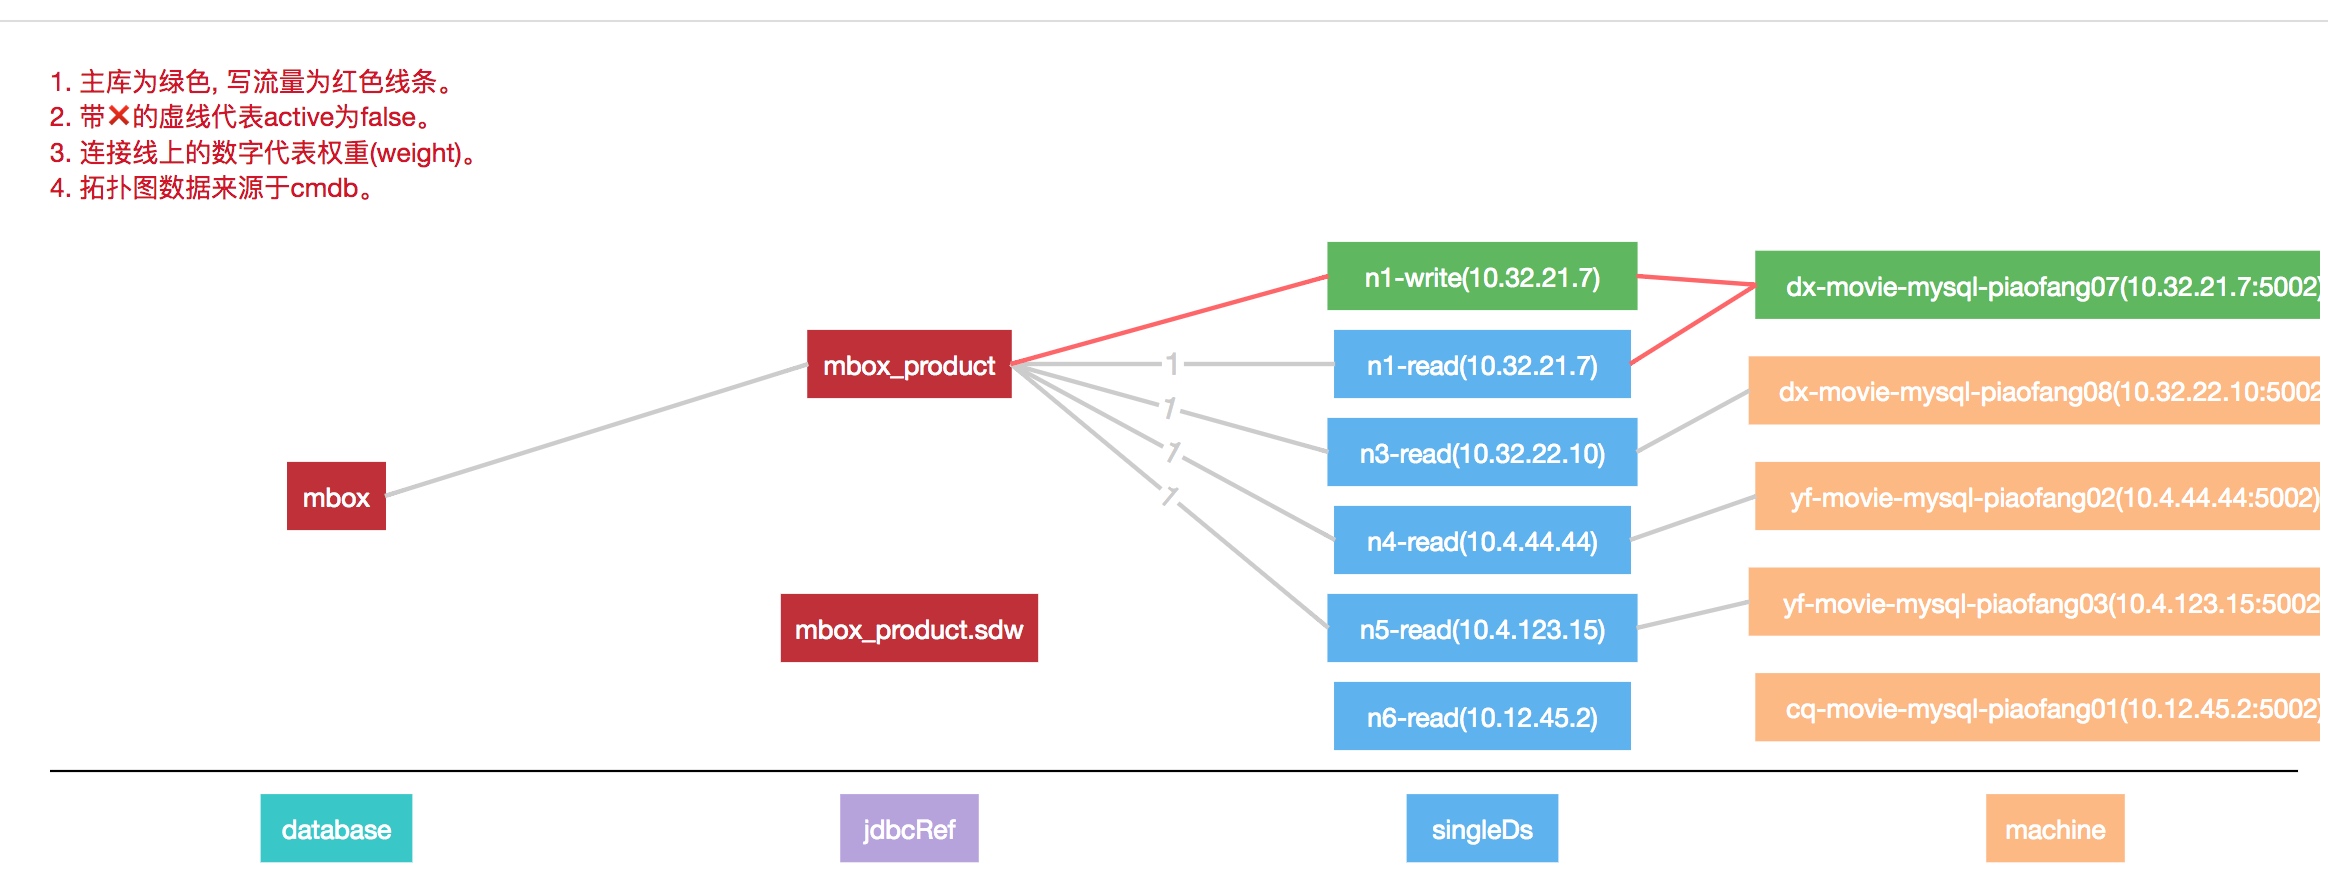 1. 主库为绿色, 写流量为红色线条。
2. 带❌的虚线代表active为false。
3. 连接线上的数字代表权重(weight)。
4. 拓扑图数据来源于cmdb。
n1-write(10.32.21.7)
dx-movie-mysql-piaofang07(10.32.21.7:5002)
mbox_product
1
n1-read(10.32.21.7)
dx-movie-mysql-piaofang08(10.32.22.10:5002
1
n3-read(10.32.22.10)
1
mbox
1
yf-movie-mysql-piaofang02(10.4.44.44:5002)
n4-read(10.4.44.44)
yf-movie-mysql-piaofang03(10.4.123.15:5002
mbox_product.sdw
n5-read(10.4.123.15)
n6-read(10.12.45.2)
cq-movie-mysql-piaofang01(10.12.45.2:5002)
database
jdbcRef
singleDs
machine